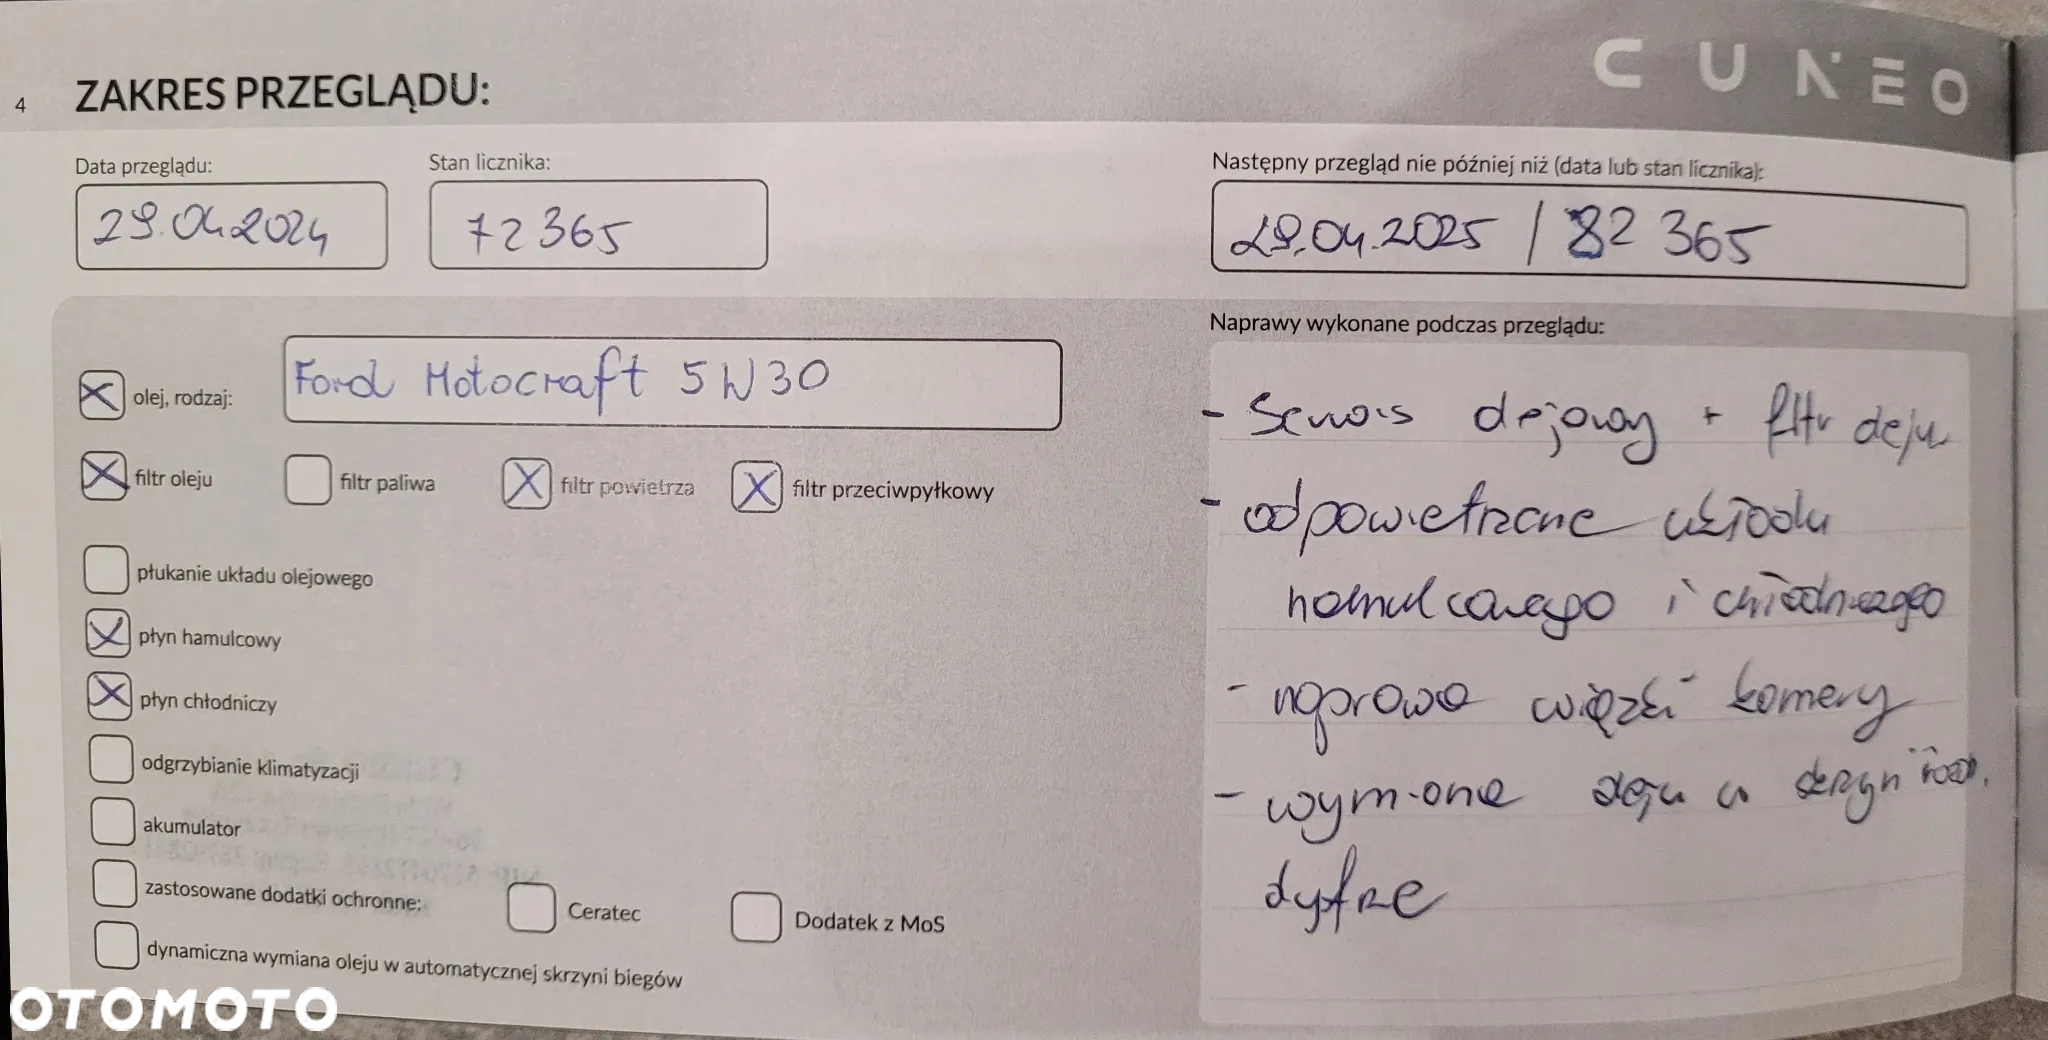 4
ZAKRES PRZEGLĄDU:
CUNEO
Data przeglądu:
Stan licznika:
Następny przegląd nie później niż (data lub stan licznika):
29.04.2024
72365
29.04.2025 / 82 365
olej, rodzaj:
Ford Motocraft 5W30
filtr oleju
filtr paliwa
filtr powietrza
filtr przeciwpyłkowy
płukanie układu olejowego
płyn hamulcowy
płyn chłodniczy
odgrzybianie klimatyzacji
akumulator
zastosowane dodatki ochronne:
Ceratec
Dodatek z MoS
dynamiczna wymiana oleju w automatycznej skrzyni biegów
Naprawy wykonane podczas przeglądu:
- Serwis olejowy + filtr oleju
- odpowietrzanie układu
hamulcowego i chłodniczego
- naprawa wiązki kamery
- wymiana oleju w skrzyni
dyfrze
OTOMOTO